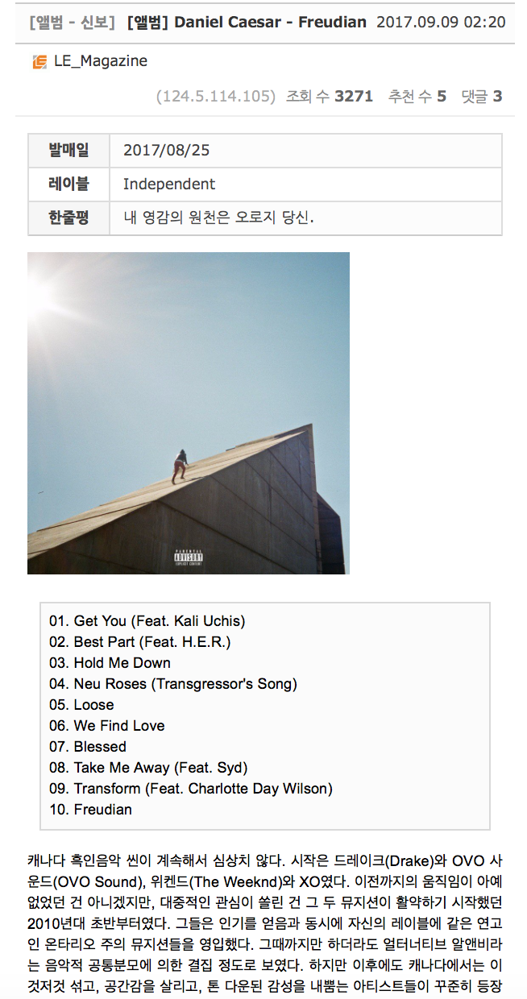 [앨범 - 신보] [앨범] Daniel Caesar - Freudian 2017.09.09 02:20
LE LE_Magazine
(124.5.114.105) 조회 수 3271 추천 수 5 댓글 3
발매일 2017/08/25
레이블 Independent
한줄평 내 영감의 원천은 오로지 당신.
PARENTAL
ADVISORY
EXPLICIT CONTENT
01. Get You (Feat. Kali Uchis)
02. Best Part (Feat. H.E.R.)
03. Hold Me Down
04. Neu Roses (Transgressor's Song)
05. Loose
06. We Find Love
07. Blessed
08. Take Me Away (Feat. Syd)
09. Transform (Feat. Charlotte Day Wilson)
10. Freudian
캐나다 흑인음악 씬이 계속해서 심상치 않다. 시작은 드레이크(Drake)와 OVO 사
운드(OVO Sound), 위켄드(The Weeknd)와 XO였다. 이전까지의 움직임이 아예
없었던 건 아니겠지만, 대중적인 관심이 쏠린 건 그 두 뮤지션이 활약하기 시작했던
2010년대 초반부터였다. 그들은 인기를 얻음과 동시에 자신의 레이블에 같은 연고
인 온타리오 주의 뮤지션들을 영입했다. 그때까지만 하더라도 얼터너티브 알앤비라
는 음악적 공통분모에 의한 결집 정도로 보였다. 하지만 이후에도 캐나다에서는 이
것저것 섞고, 공간감을 살리고, 톤 다운된 감성을 내뿜는 아티스트들이 꾸준히 등장